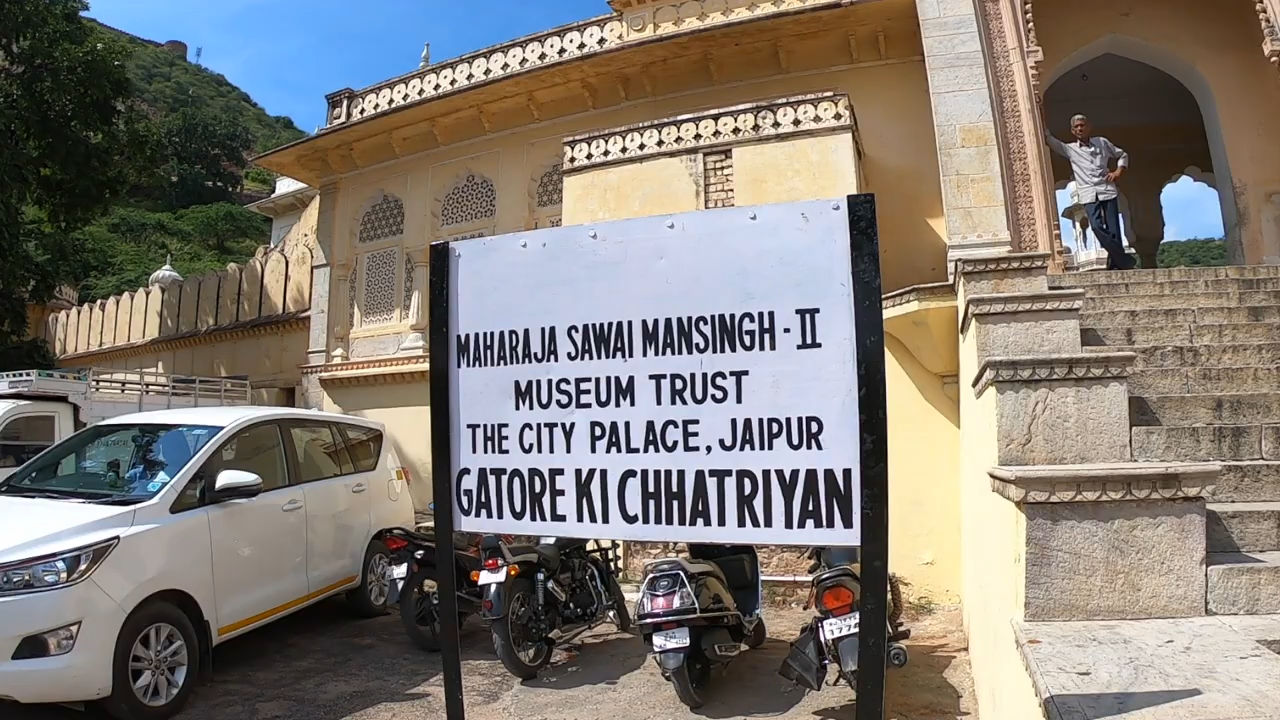 MAHARAJA SAWAI MANSINGH - II
MUSEUM TRUST
THE CITY PALACE, JAIPUR
GATORE KI CHHATRIYAN